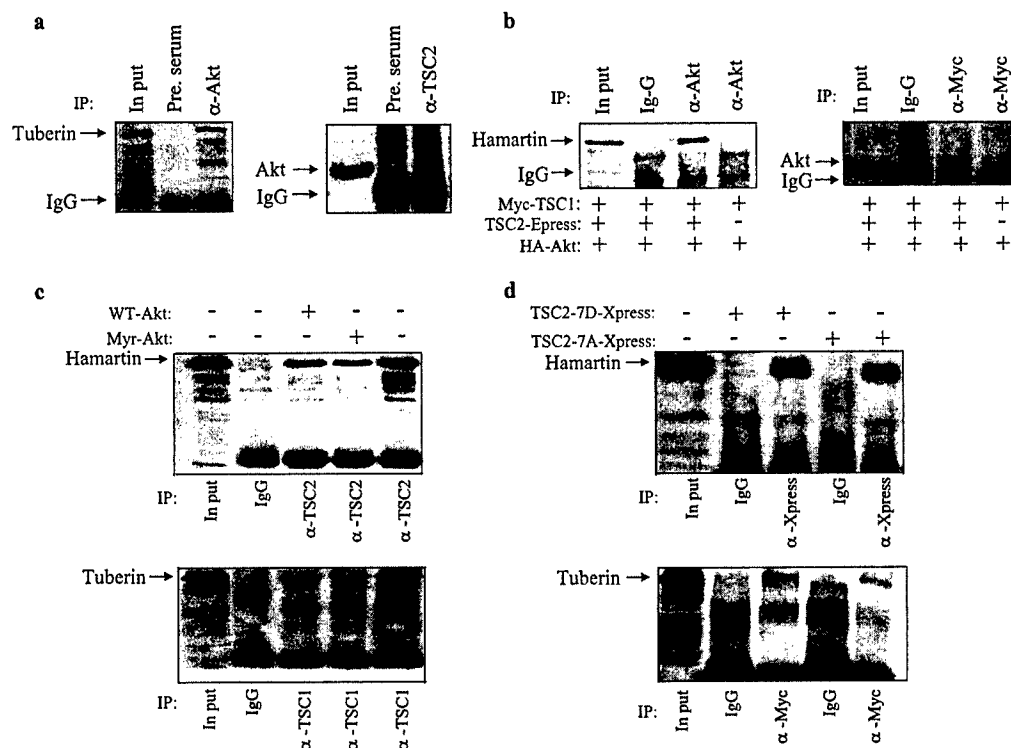 a
IP:
In put
Pre. serum
α-Akt
Tuberin
IgG
In put
Pre. serum
α-TSC2
Akt
IgG
b
IP:
In put
Ig-G
α-Akt
α-Akt
Hamartin
IgG
Myc-TSC1: + + + +
TSC2-Epress: + + + -
HA-Akt: + + + +
IP:
In put
Ig-G
α-Myc
α-Myc
Akt
IgG
+ + + +
+ + + -
+ + + +
c
WT-Akt: - - + - -
Myr-Akt: - - - + -
Hamartin
IP:
In put
IgG
α-TSC2
α-TSC2
α-TSC2
Tuberin
IP:
In put
IgG
α-TSC1
α-TSC1
α-TSC1
d
TSC2-7D-Xpress: - + + - -
TSC2-7A-Xpress: - - - + +
Hamartin
IP:
In put
IgG
α-Xpress
IgG
α-Xpress
Tuberin
IP:
In put
IgG
α-Myc
IgG
α-Myc